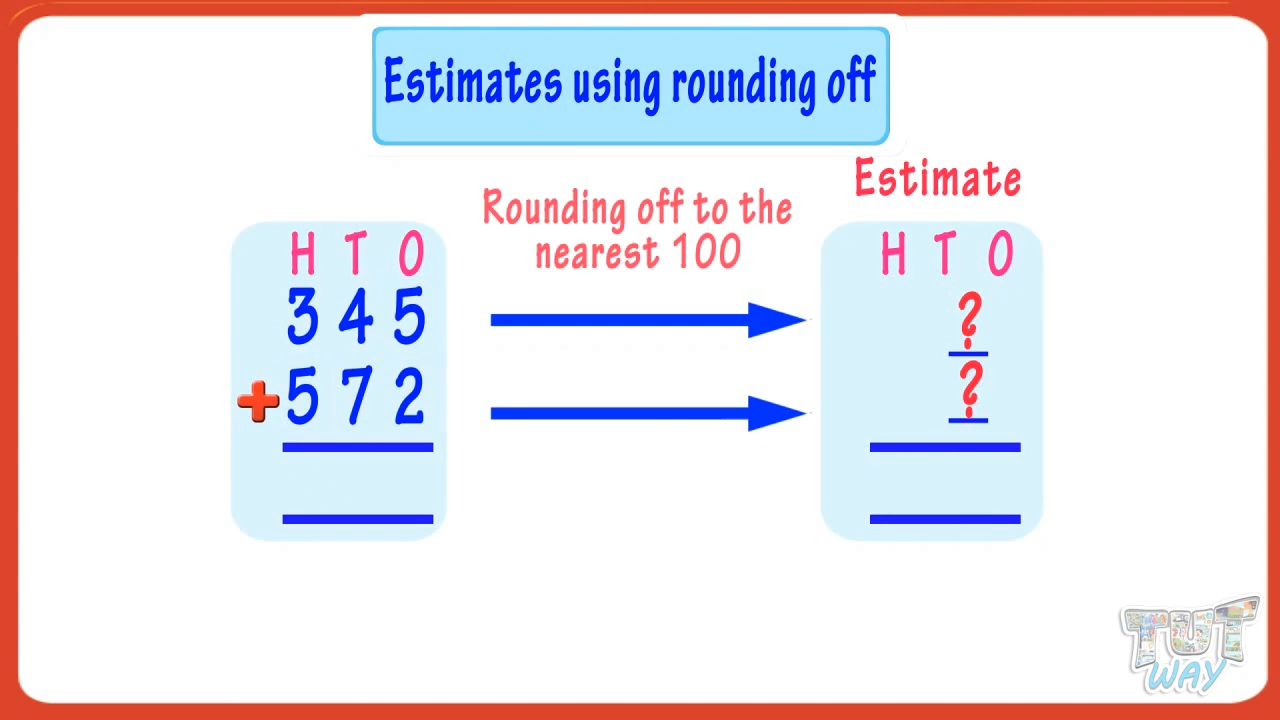 Estimates using rounding off
Estimate
Rounding off to the
nearest 100
H T O
3 4 5
+ 5 7 2
H T O
?
?
TUT
WAY